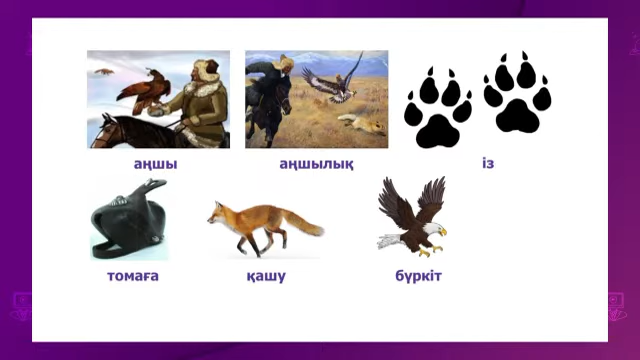 аңшы
аңшылық
із
томаға
қашу
бүркіт